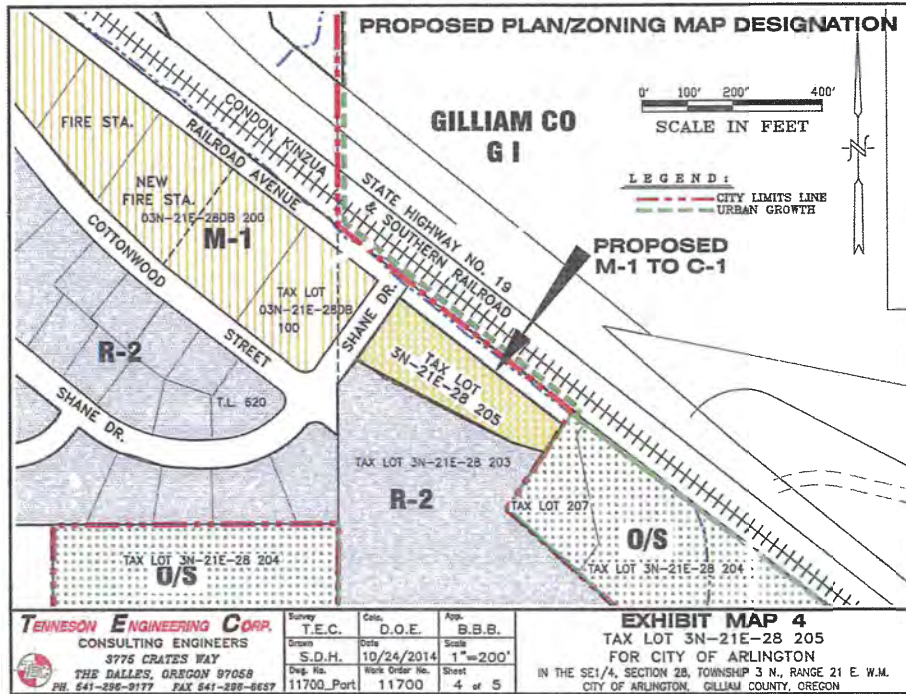 PROPOSED PLAN/ZONING MAP DESIGNATION
0' 100' 200' 400'
SCALE IN FEET
N
GILLIAM CO
G I
LEGEND:
CITY LIMITS LINE
URBAN GROWTH
CONDON KINZUA
& SOUTHERN RAILROAD
STATE HIGHWAY NO. 19
RAILROAD AVENUE
FIRE STA.
NEW
FIRE STA.
03N-21E-28DB 200
M-1
PROPOSED
M-1 TO C-1
COTTONWOOD
STREET
TAX LOT
03N-21E-28DB
100
SHANE DR.
TAX LOT
3N-21E-28 205
R-2
T.L. 620
SHANE DR.
TAX LOT 3N-21E-28 203
R-2
TAX LOT 207
O/S
TAX LOT 3N-21E-28 204
TAX LOT 3N-21E-28 204
O/S
TENNESON ENGINEERING CORP.
CONSULTING ENGINEERS
3775 CRATES WAY
THE DALLES, OREGON 97058
PH. 541-296-9177 FAX 541-296-6657
TEC
Survey
T.E.C.
Calc.
D.O.E.
App.
B.B.B.
Drawn
S.D.H.
Date
10/24/2014
Scale
1"=200'
Dwg. No.
11700_Port
Work Order No.
11700
Sheet
4 of 5
EXHIBIT MAP 4
TAX LOT 3N-21E-28 205
FOR CITY OF ARLINGTON
IN THE SE1/4, SECTION 28, TOWNSHIP 3 N., RANGE 21 E. W.M.
CITY OF ARLINGTON, GILLIAM COUNTY, OREGON